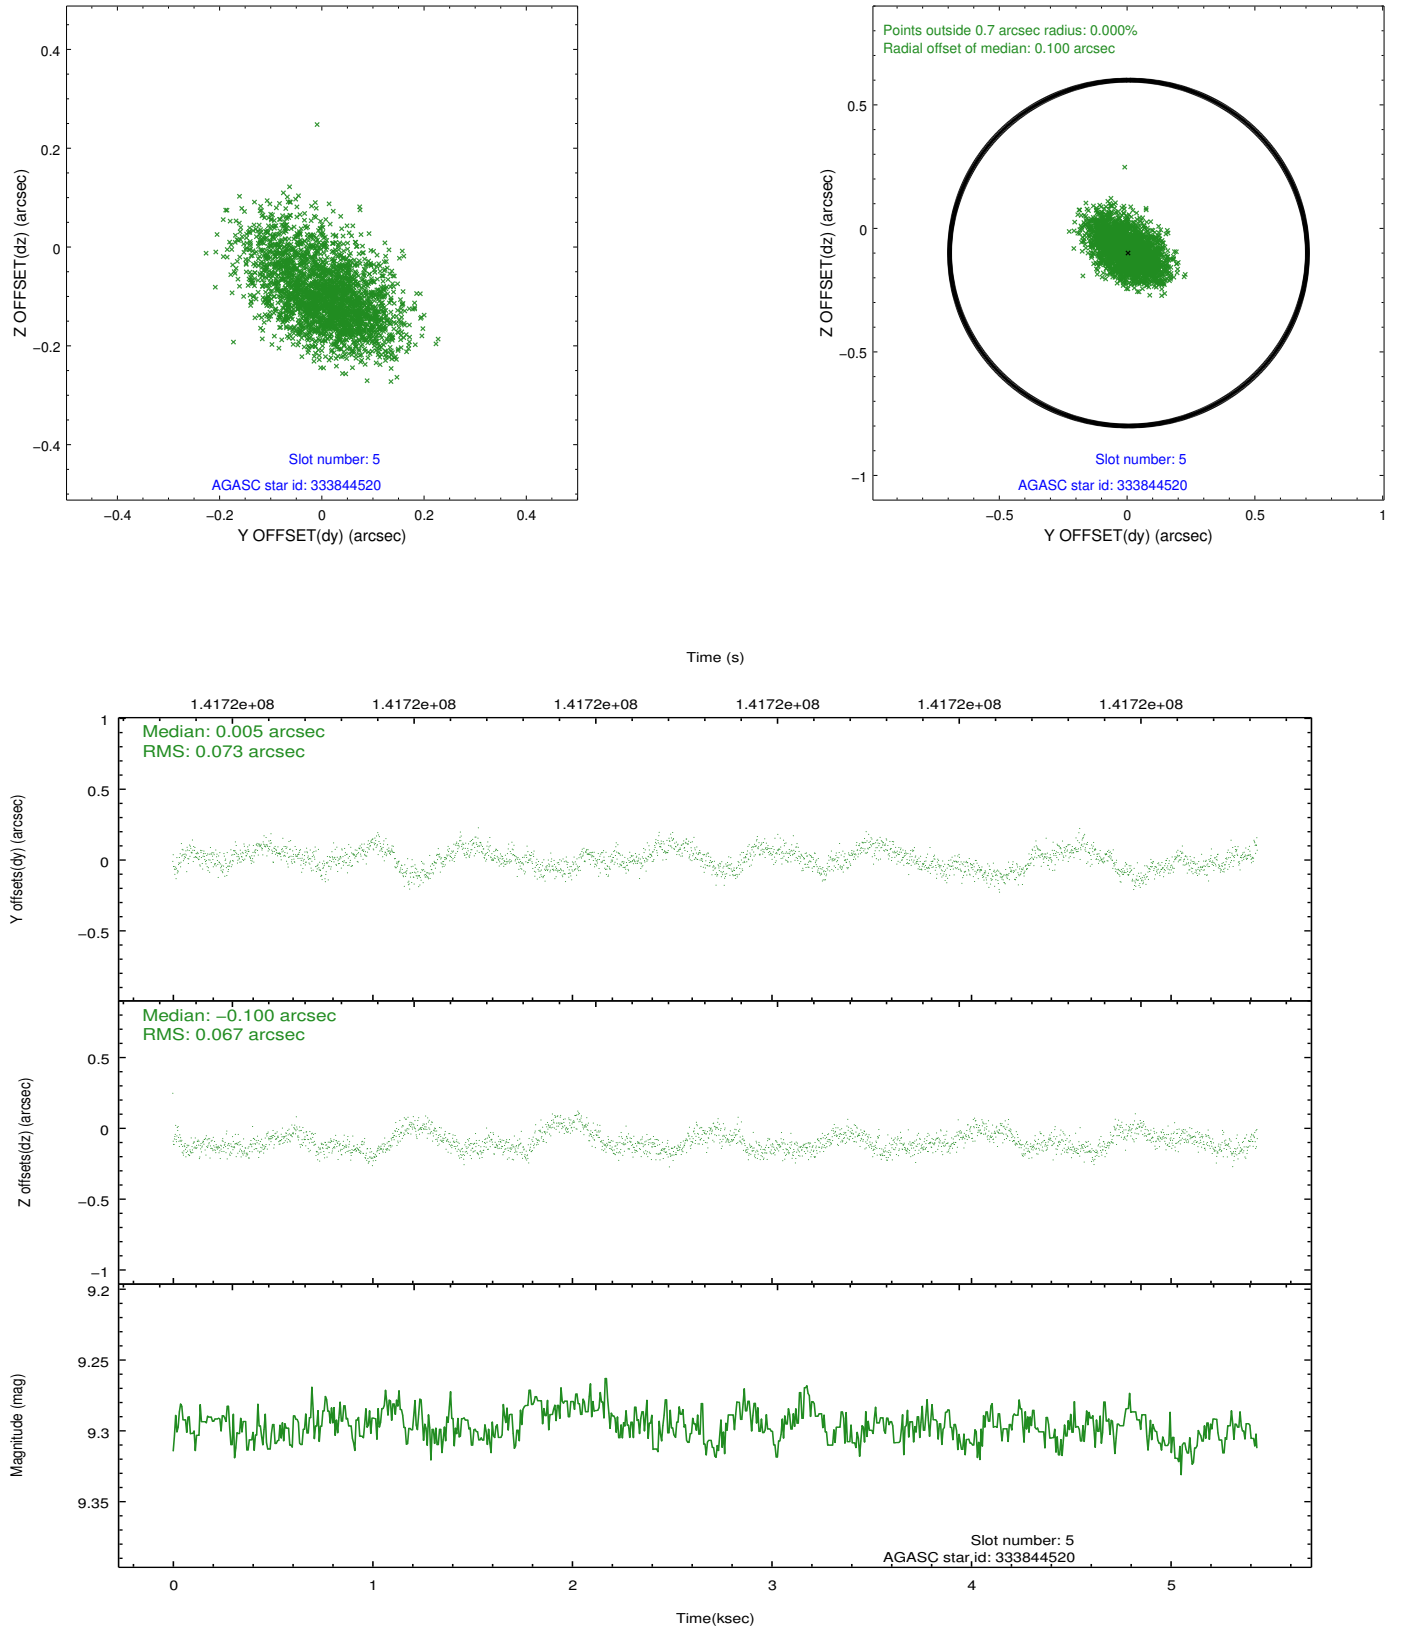 0.4
0.2
0
−0.2
−0.4
Z OFFSET(dz) (arcsec)
Slot number: 5
AGASC star id: 333844520
−0.4 −0.2 0 0.2 0.4
Y OFFSET(dy) (arcsec)
Points outside 0.7 arcsec radius: 0.000%
Radial offset of median: 0.100 arcsec
0.5
0
−0.5
−1
Z OFFSET(dz) (arcsec)
Slot number: 5
AGASC star id: 333844520
−0.5 0 0.5 1
Y OFFSET(dy) (arcsec)
Time (s)
1.4172e+08 1.4172e+08 1.4172e+08 1.4172e+08 1.4172e+08 1.4172e+08
Median: 0.005 arcsec
RMS: 0.073 arcsec
1
0.5
0
−0.5
Y offsets(dy) (arcsec)
Median: −0.100 arcsec
RMS: 0.067 arcsec
0.5
0
−0.5
−1
Z offsets(dz) (arcsec)
9.2
9.25
9.3
9.35
Magnitude (mag)
Slot number: 5
AGASC star id: 333844520
0 1 2 3 4 5
Time(ksec)